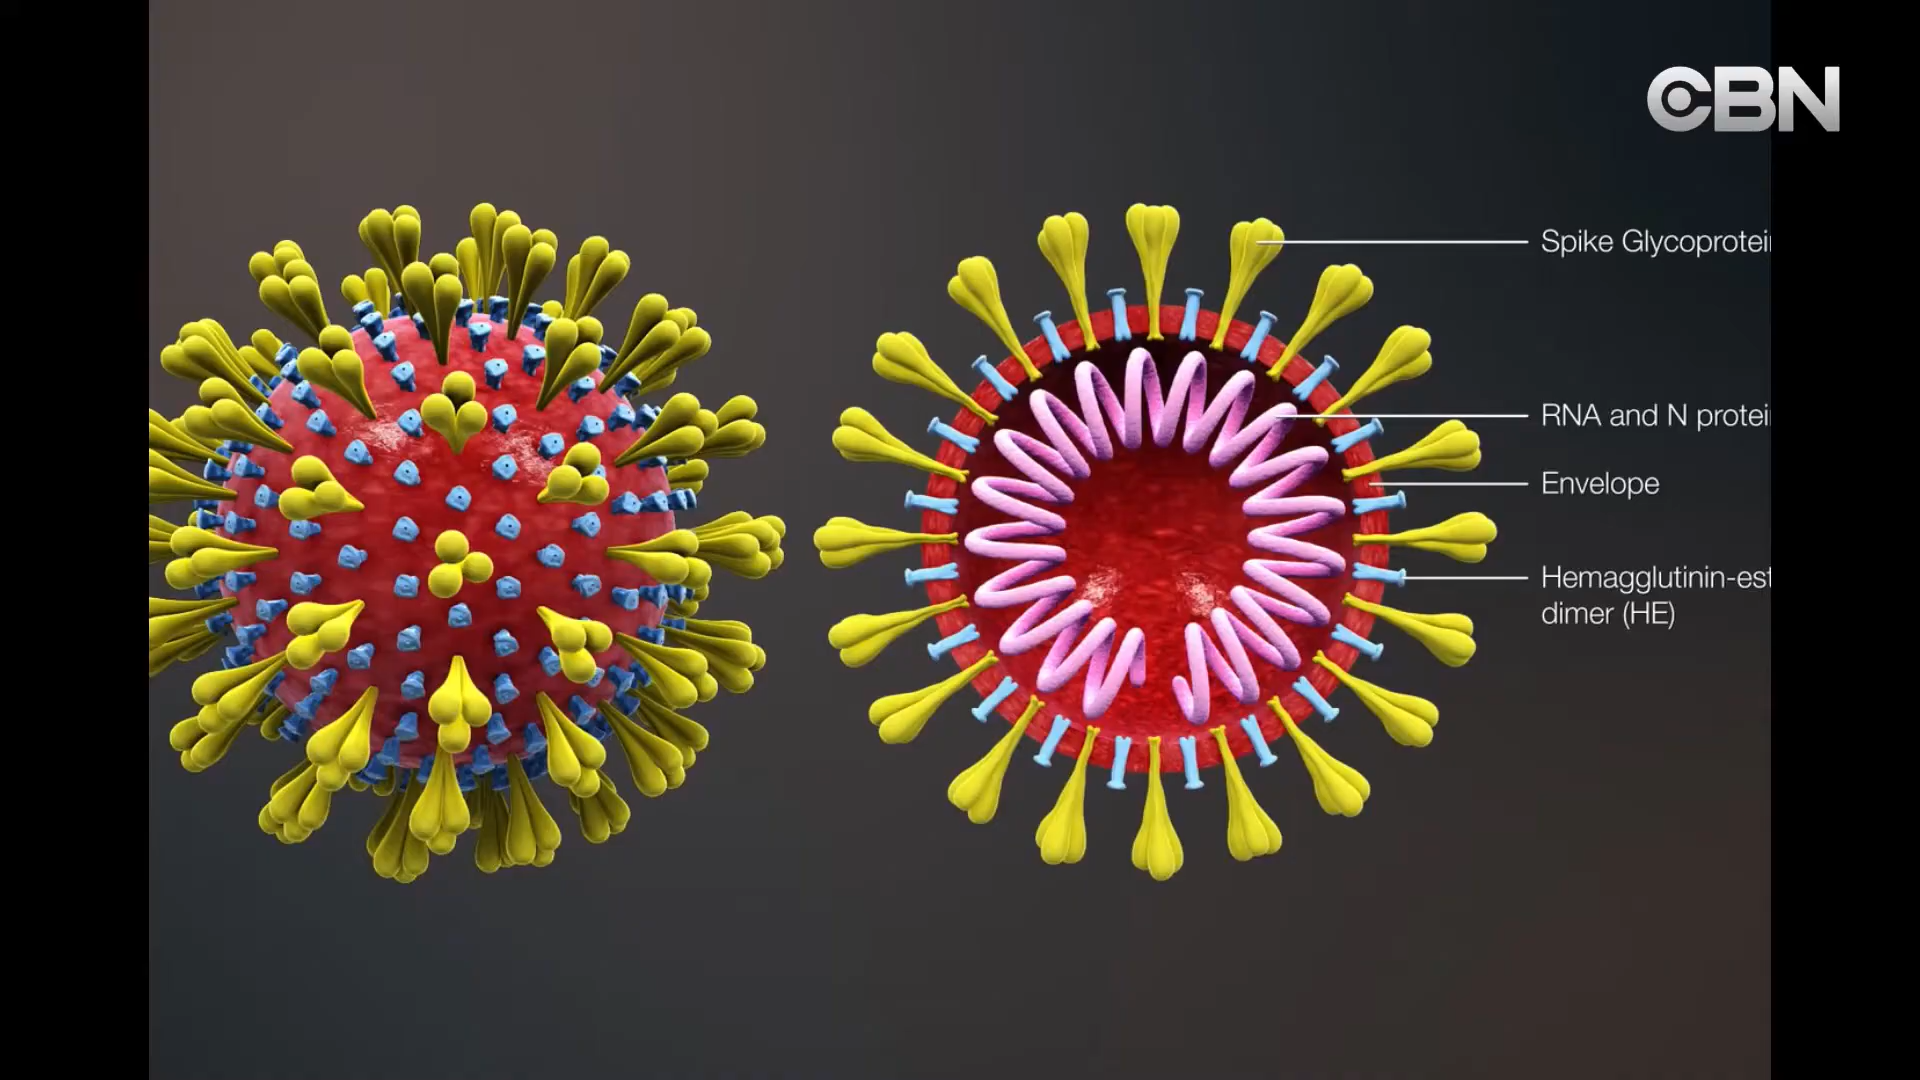 CBN
Spike Glycoprotei
RNA and N protei
Envelope
Hemagglutinin-est
dimer (HE)